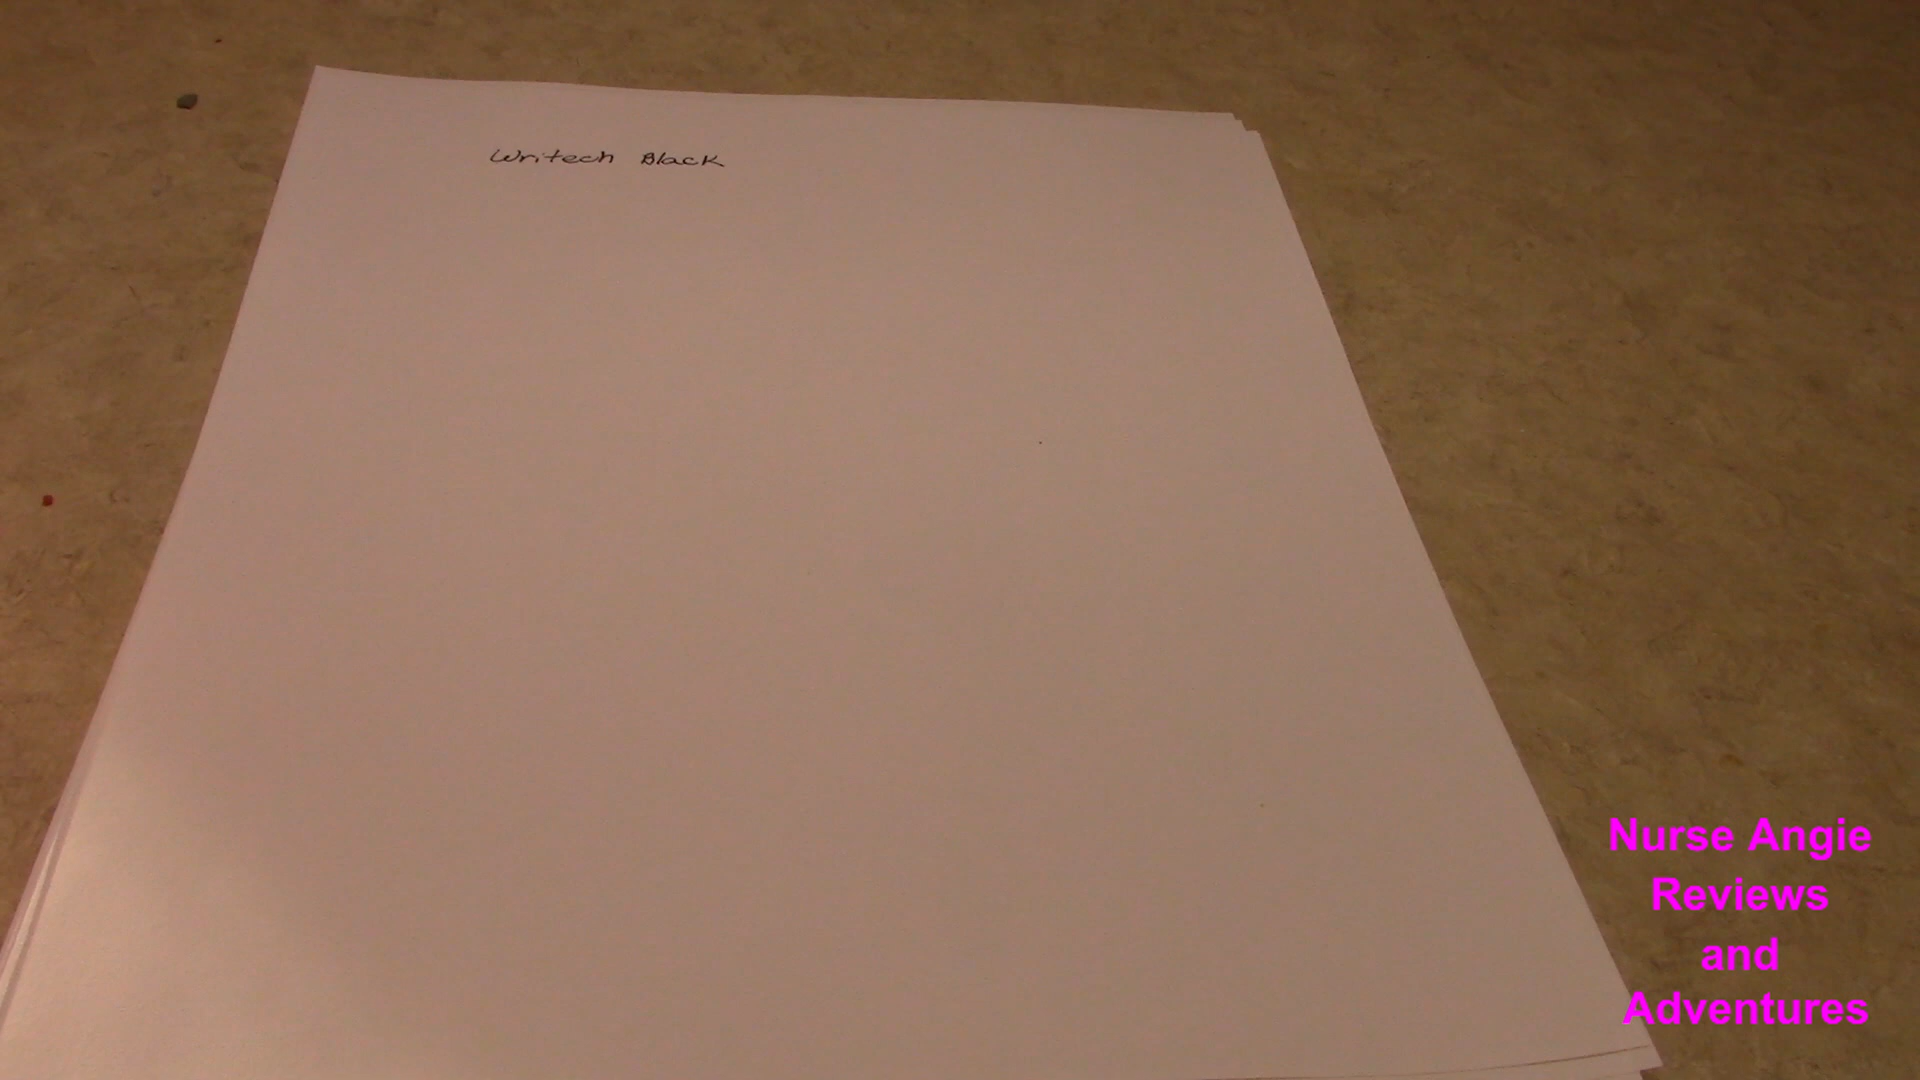 Writech Black
Nurse Angie
Reviews
and
Adventures